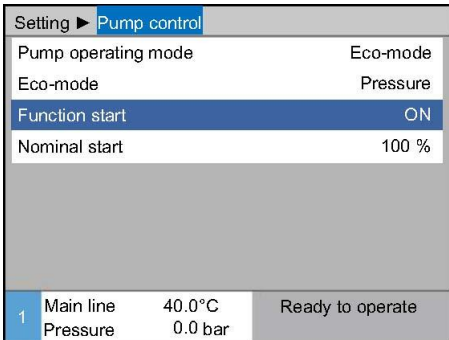 Setting ► Pump control
Pump operating mode Eco-mode
Eco-mode Pressure
Function start ON
Nominal start 100 %
1 Main line 40.0°C Ready to operate
Pressure 0.0 bar